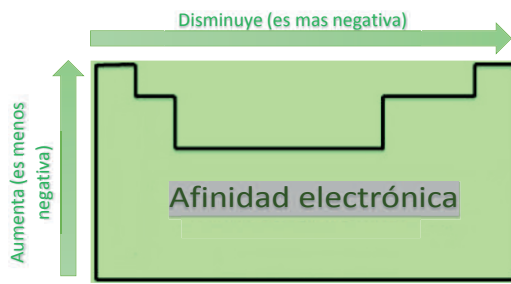 Disminuye (es mas negativa)
Aumenta (es menos
negativa)
Afinidad electrónica